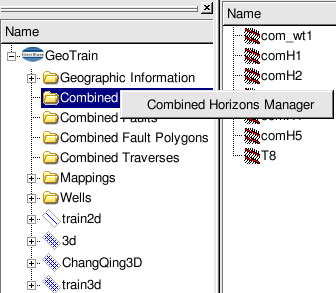 Name
GeoTrain
Geographic Information
Combined
Combined Faults
Combined Fault Polygons
Combined Traverses
Mappings
Wells
train2d
3d
ChangQing3D
train3d
Name
com_wt1
comH1
comH2
Combined Horizons Manager
comH5
T8